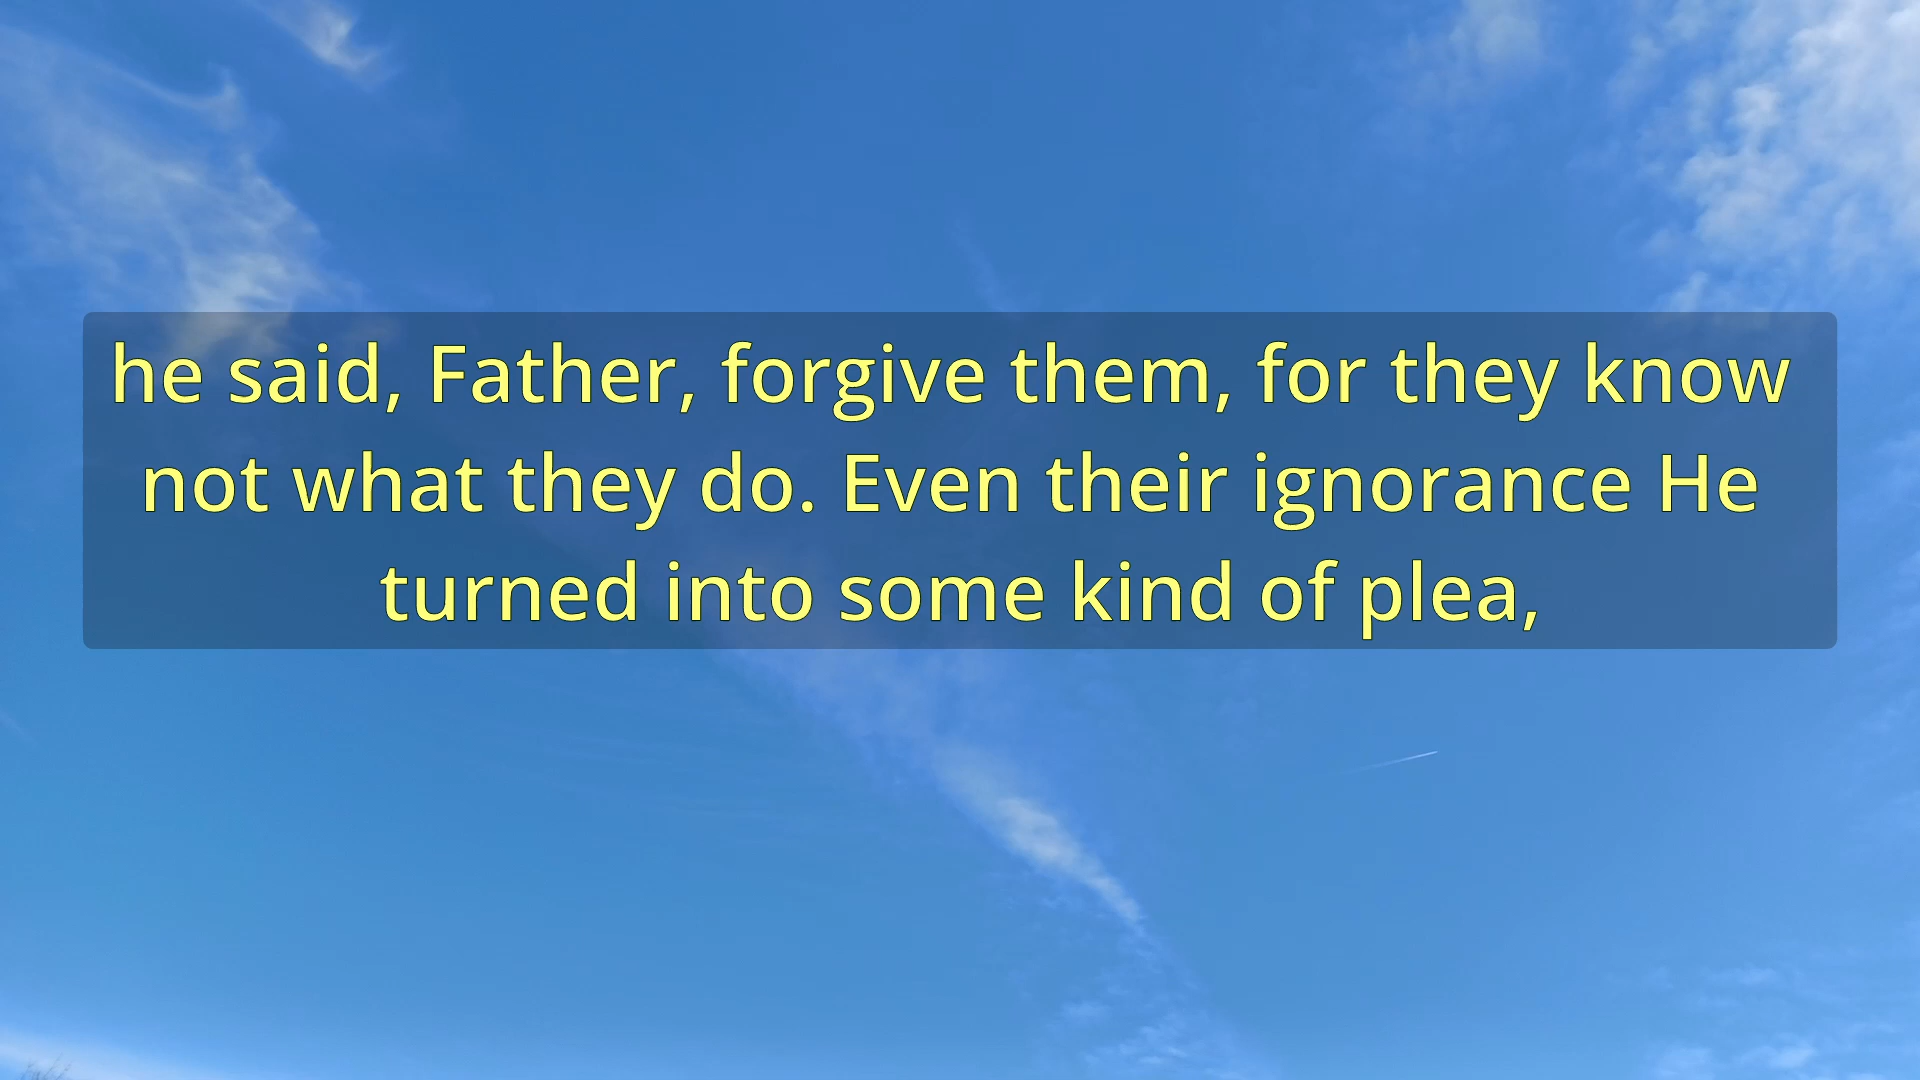 he said, Father, forgive them, for they know
not what they do. Even their ignorance He
turned into some kind of plea,